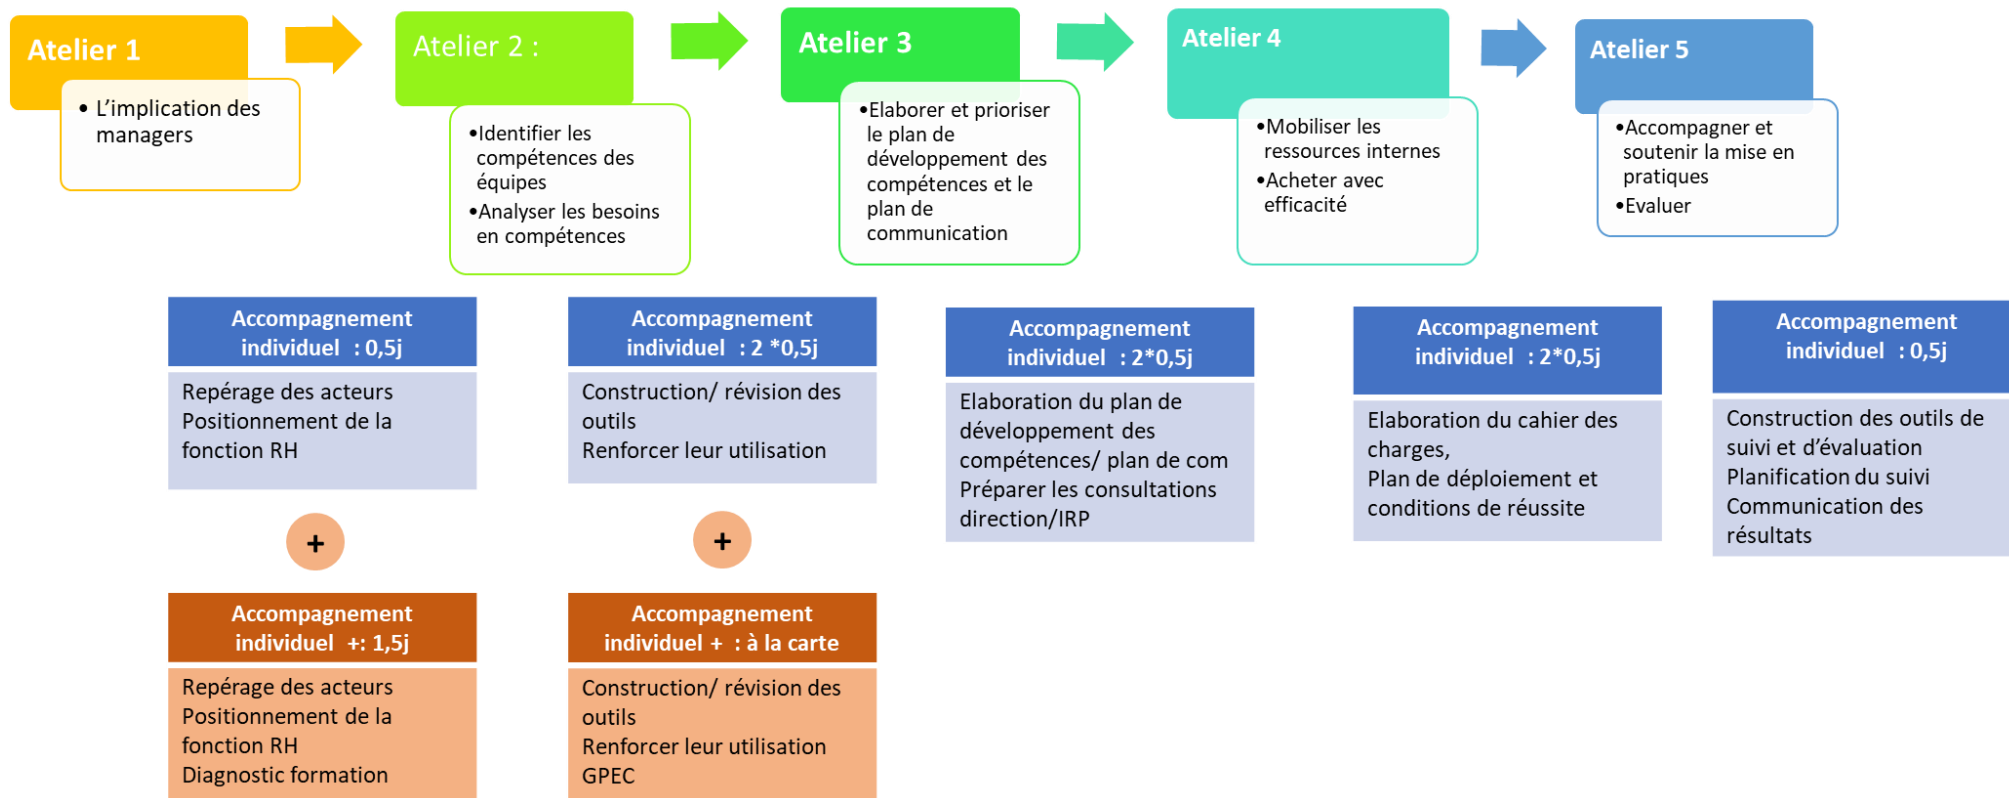 Atelier 1
• L'implication des
managers
Atelier 2 :
•Identifier les
compétences des
équipes
•Analyser les besoins
en compétences
Atelier 3
•Elaborer et prioriser
le plan de
développement des
compétences et le
plan de
communication
Atelier 4
•Mobiliser les
ressources internes
•Acheter avec
efficacité
Atelier 5
•Accompagner et
soutenir la mise en
pratiques
•Evaluer
Accompagnement
individuel : 0,5j
Repérage des acteurs
Positionnement de la
fonction RH
Accompagnement
individuel : 2 *0,5j
Construction/ révision des
outils
Renforcer leur utilisation
Accompagnement
individuel : 2*0,5j
Elaboration du plan de
développement des
compétences/ plan de com
Préparer les consultations
direction/IRP
Accompagnement
individuel : 2*0,5j
Elaboration du cahier des
charges,
Plan de déploiement et
conditions de réussite
Accompagnement
individuel : 0,5j
Construction des outils de
suivi et d'évaluation
Planification du suivi
Communication des
résultats
+
+
Accompagnement
individuel +: 1,5j
Repérage des acteurs
Positionnement de la
fonction RH
Diagnostic formation
Accompagnement
individuel + : à la carte
Construction/ révision des
outils
Renforcer leur utilisation
GPEC